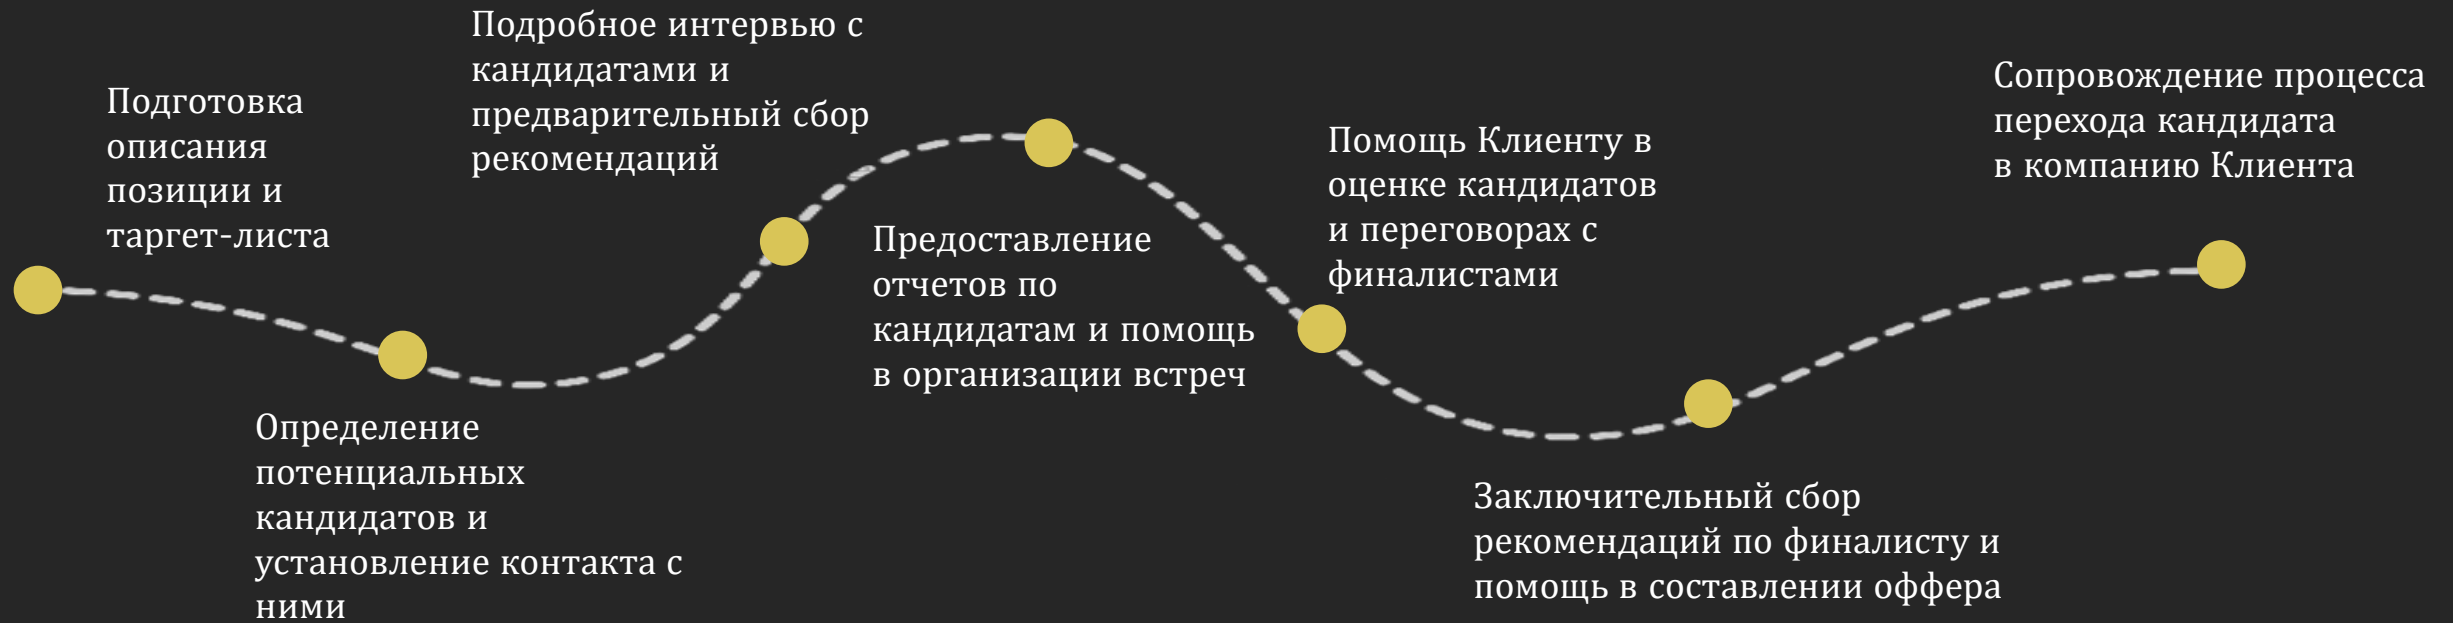 Подготовка
описания
позиции и
таргет-листа
Определение
потенциальных
кандидатов и
установление контакта с
ними
Подробное интервью с
кандидатами и
предварительный сбор
рекомендаций
Предоставление
отчетов по
кандидатам и помощь
в организации встреч
Помощь Клиенту в
оценке кандидатов
и переговорах с
финалистами
Заключительный сбор
рекомендаций по финалисту и
помощь в составлении оффера
Сопровождение процесса
перехода кандидата
в компанию Клиента